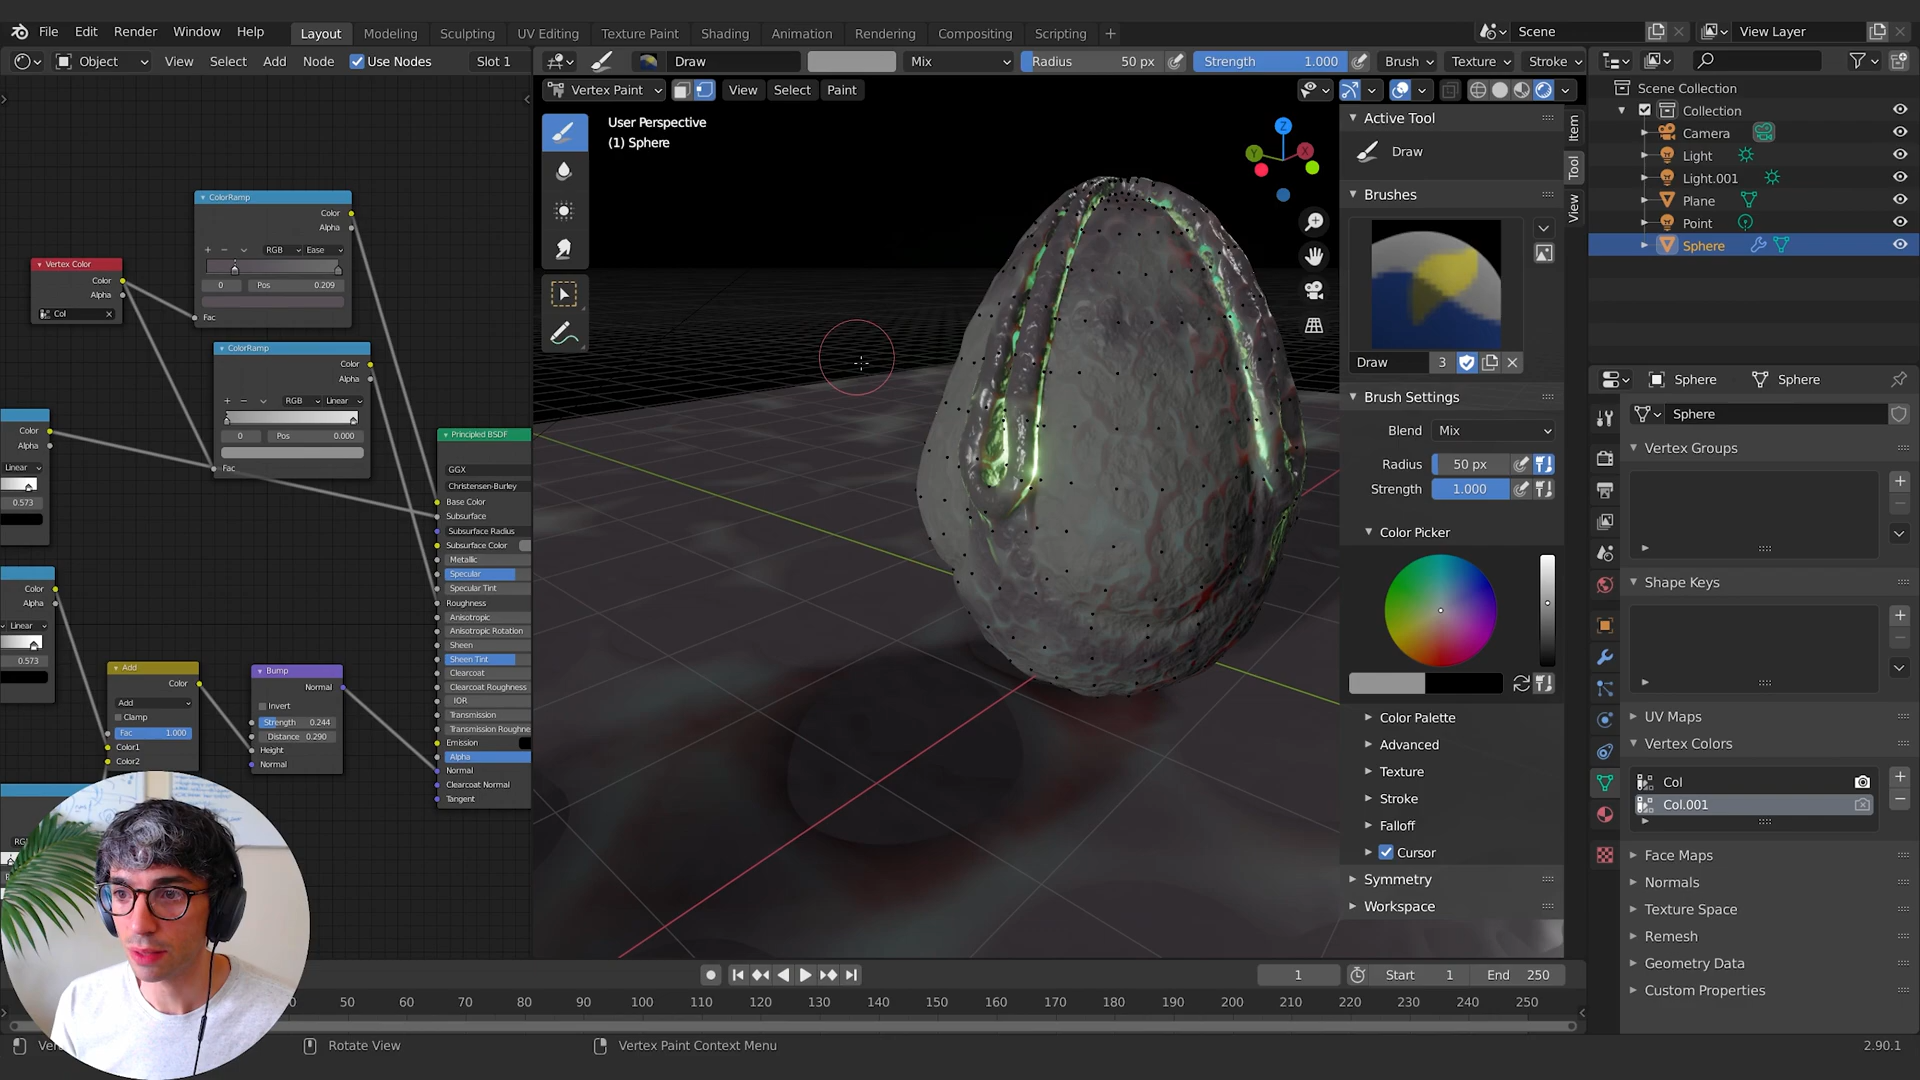 File Edit Render Window Help Layout Modeling Sculpting UV Editing Texture Paint Shading Animation Rendering Compositing Scripting + Scene View Layer
Object View Select Add Node Use Nodes Slot 1 Draw Mix Radius 50 px Strength 1.000 Brush Texture Stroke
Vertex Paint View Select Paint
User Perspective
(1) Sphere
Z
Y
X
ColorRamp
Color
Alpha
RGB Ease
0 Pos 0.209
Fac
Vertex Color
Color
Alpha
Col
ColorRamp
Color
Alpha
RGB Linear
0 Pos 0.000
Fac
Color
Alpha
Linear
0.573
Color
Alpha
Linear
0.573
Add
Color
Add
Clamp
Fac 1.000
Color1
Color2
Bump
Normal
Invert
Strength 0.244
Distance 0.290
Height
Normal
Principled BSDF
GGX
Christensen-Burley
Base Color
Subsurface
Subsurface Radius
Subsurface Color
Metallic
Specular
Specular Tint
Roughness
Anisotropic
Anisotropic Rotation
Sheen
Sheen Tint
Clearcoat
Clearcoat Roughness
IOR
Transmission
Transmission Roughne
Emission
Alpha
Normal
Clearcoat Normal
Tangent
Active Tool
Draw
Brushes
Draw 3
Brush Settings
Blend Mix
Radius 50 px
Strength 1.000
Color Picker
Color Palette
Advanced
Texture
Stroke
Falloff
Cursor
Symmetry
Workspace
Item
Tool
View
Scene Collection
Collection
Camera
Light
Light.001
Plane
Point
Sphere
Sphere Sphere
Sphere
Vertex Groups
Shape Keys
UV Maps
Vertex Colors
Col
Col.001
Face Maps
Normals
Texture Space
Remesh
Geometry Data
Custom Properties
1 Start 1 End 250
50 60 70 80 90 100 110 120 130 140 150 160 170 180 190 200 210 220 230 240 250
Rotate View Vertex Paint Context Menu 2.90.1